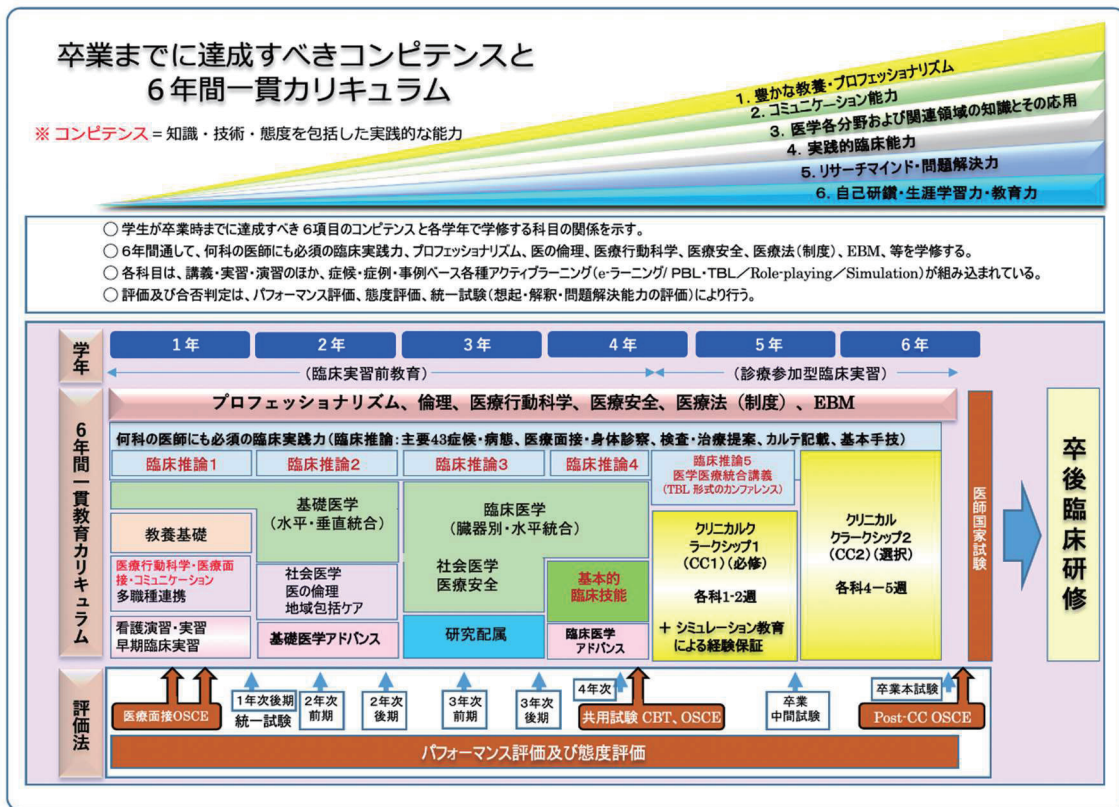 卒業までに達成すべきコンピテンスと
6年間一貫カリキュラム
※ コンピテンス = 知識・技術・態度を包括した実践的な能力
1. 豊かな教養・プロフェッショナリズム
2. コミュニケーション能力
3. 医学各分野および関連領域の知識とその応用
4. 実践的臨床能力
5. リサーチマインド・問題解決力
6. 自己研鑽・生涯学習力・教育力
○ 学生が卒業時までに達成すべき 6項目のコンピテンスと各学年で学修する科目の関係を示す。
○ 6年間通して、何科の医師にも必須の臨床実践力、プロフェッショナリズム、医の倫理、医療行動科学、医療安全、医療法(制度)、EBM、等を学修する。
○ 各科目は、講義・実習・演習のほか、症候・症例・事例ベース各種アクティブラーニング(e-ラーニング/ PBL・TBL/Role-playing/Simulation)が組み込まれている。
○ 評価及び合否判定は、パフォーマンス評価、態度評価、統一試験(想起・解釈・問題解決能力の評価)により行う。
学年
1年
2年
3年
4年
5年
6年
(臨床実習前教育)
(診療参加型臨床実習)
6年間一貫教育カリキュラム
プロフェッショナリズム、倫理、医療行動科学、医療安全、医療法(制度)、EBM
何科の医師にも必須の臨床実践力(臨床推論:主要43症候・病態、医療面接・身体診察、検査・治療提案、カルテ記載、基本手技)
臨床推論1
臨床推論2
臨床推論3
臨床推論4
臨床推論5
医学医療統合講義
(TBL 形式のカンファレンス)
基礎医学
(水平・垂直統合)
臨床医学
(臓器別・水平統合)
教養基礎
医療行動科学・医療面
接・コミュニケーション
多職種連携
看護演習・実習
早期臨床実習
社会医学
医の倫理
地域包括ケア
基礎医学アドバンス
社会医学
医療安全
研究配属
基本的
臨床技能
臨床医学
アドバンス
クリニカルク
ラークシップ1
(CC1)(必修)
各科1-2週
+ シミュレーション教育
による経験保証
クリニカル
クラークシップ2
(CC2)(選択)
各科4-5週
医師国家試験
卒後臨床研修
評価法
医療面接OSCE
1年次後期
統一試験
2年次
前期
2年次
後期
3年次
前期
3年次
後期
4年次
共用試験 CBT、OSCE
卒業
中間試験
卒業本試験
Post-CC OSCE
パフォーマンス評価及び態度評価